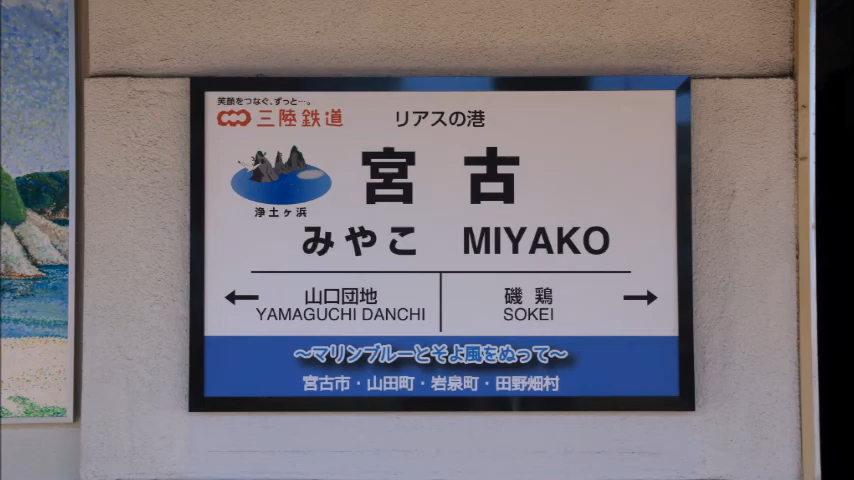 笑顔をつなぐ、ずっと…。
三陸鉄道
リアスの港
浄土ヶ浜
宮古
みやこ MIYAKO
← 山口団地 YAMAGUCHI DANCHI
磯鶏 SOKEI →
〜マリンブルーとそよ風をぬって〜
宮古市・山田町・岩泉町・田野畑村